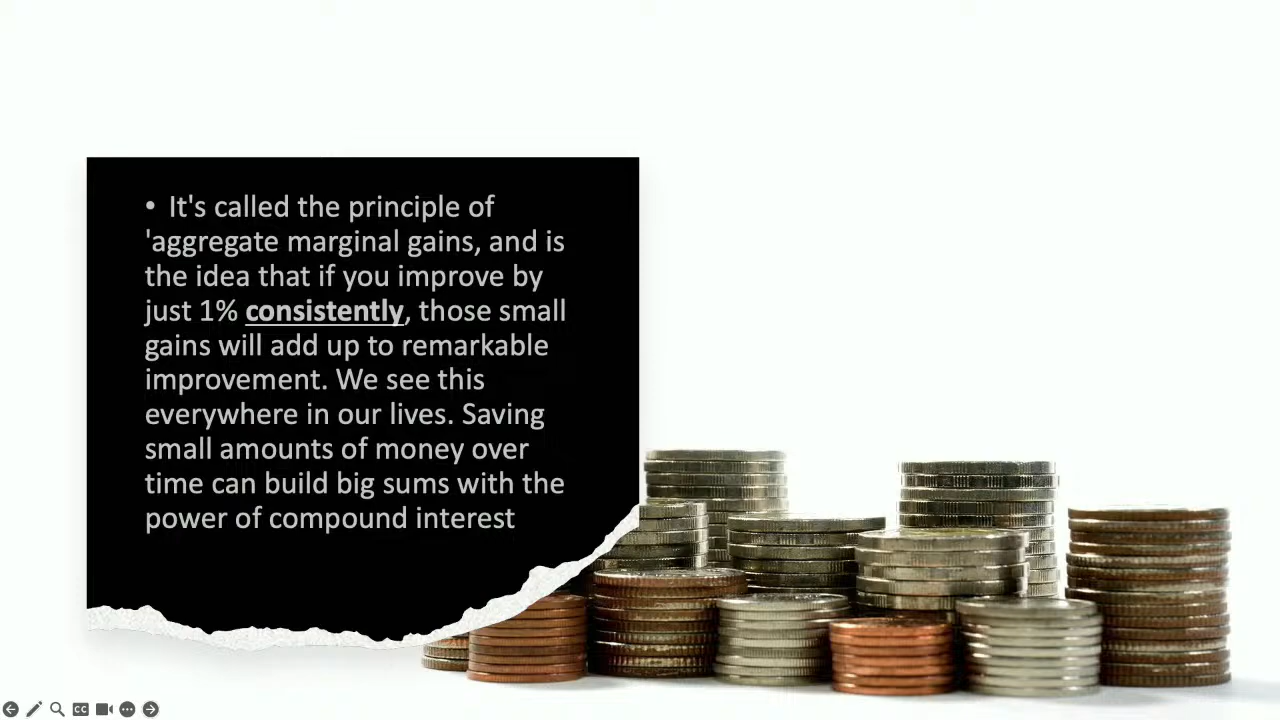 • It's called the principle of
'aggregate marginal gains, and is
the idea that if you improve by
just 1% consistently, those small
gains will add up to remarkable
improvement. We see this
everywhere in our lives. Saving
small amounts of money over
time can build big sums with the
power of compound interest
CC